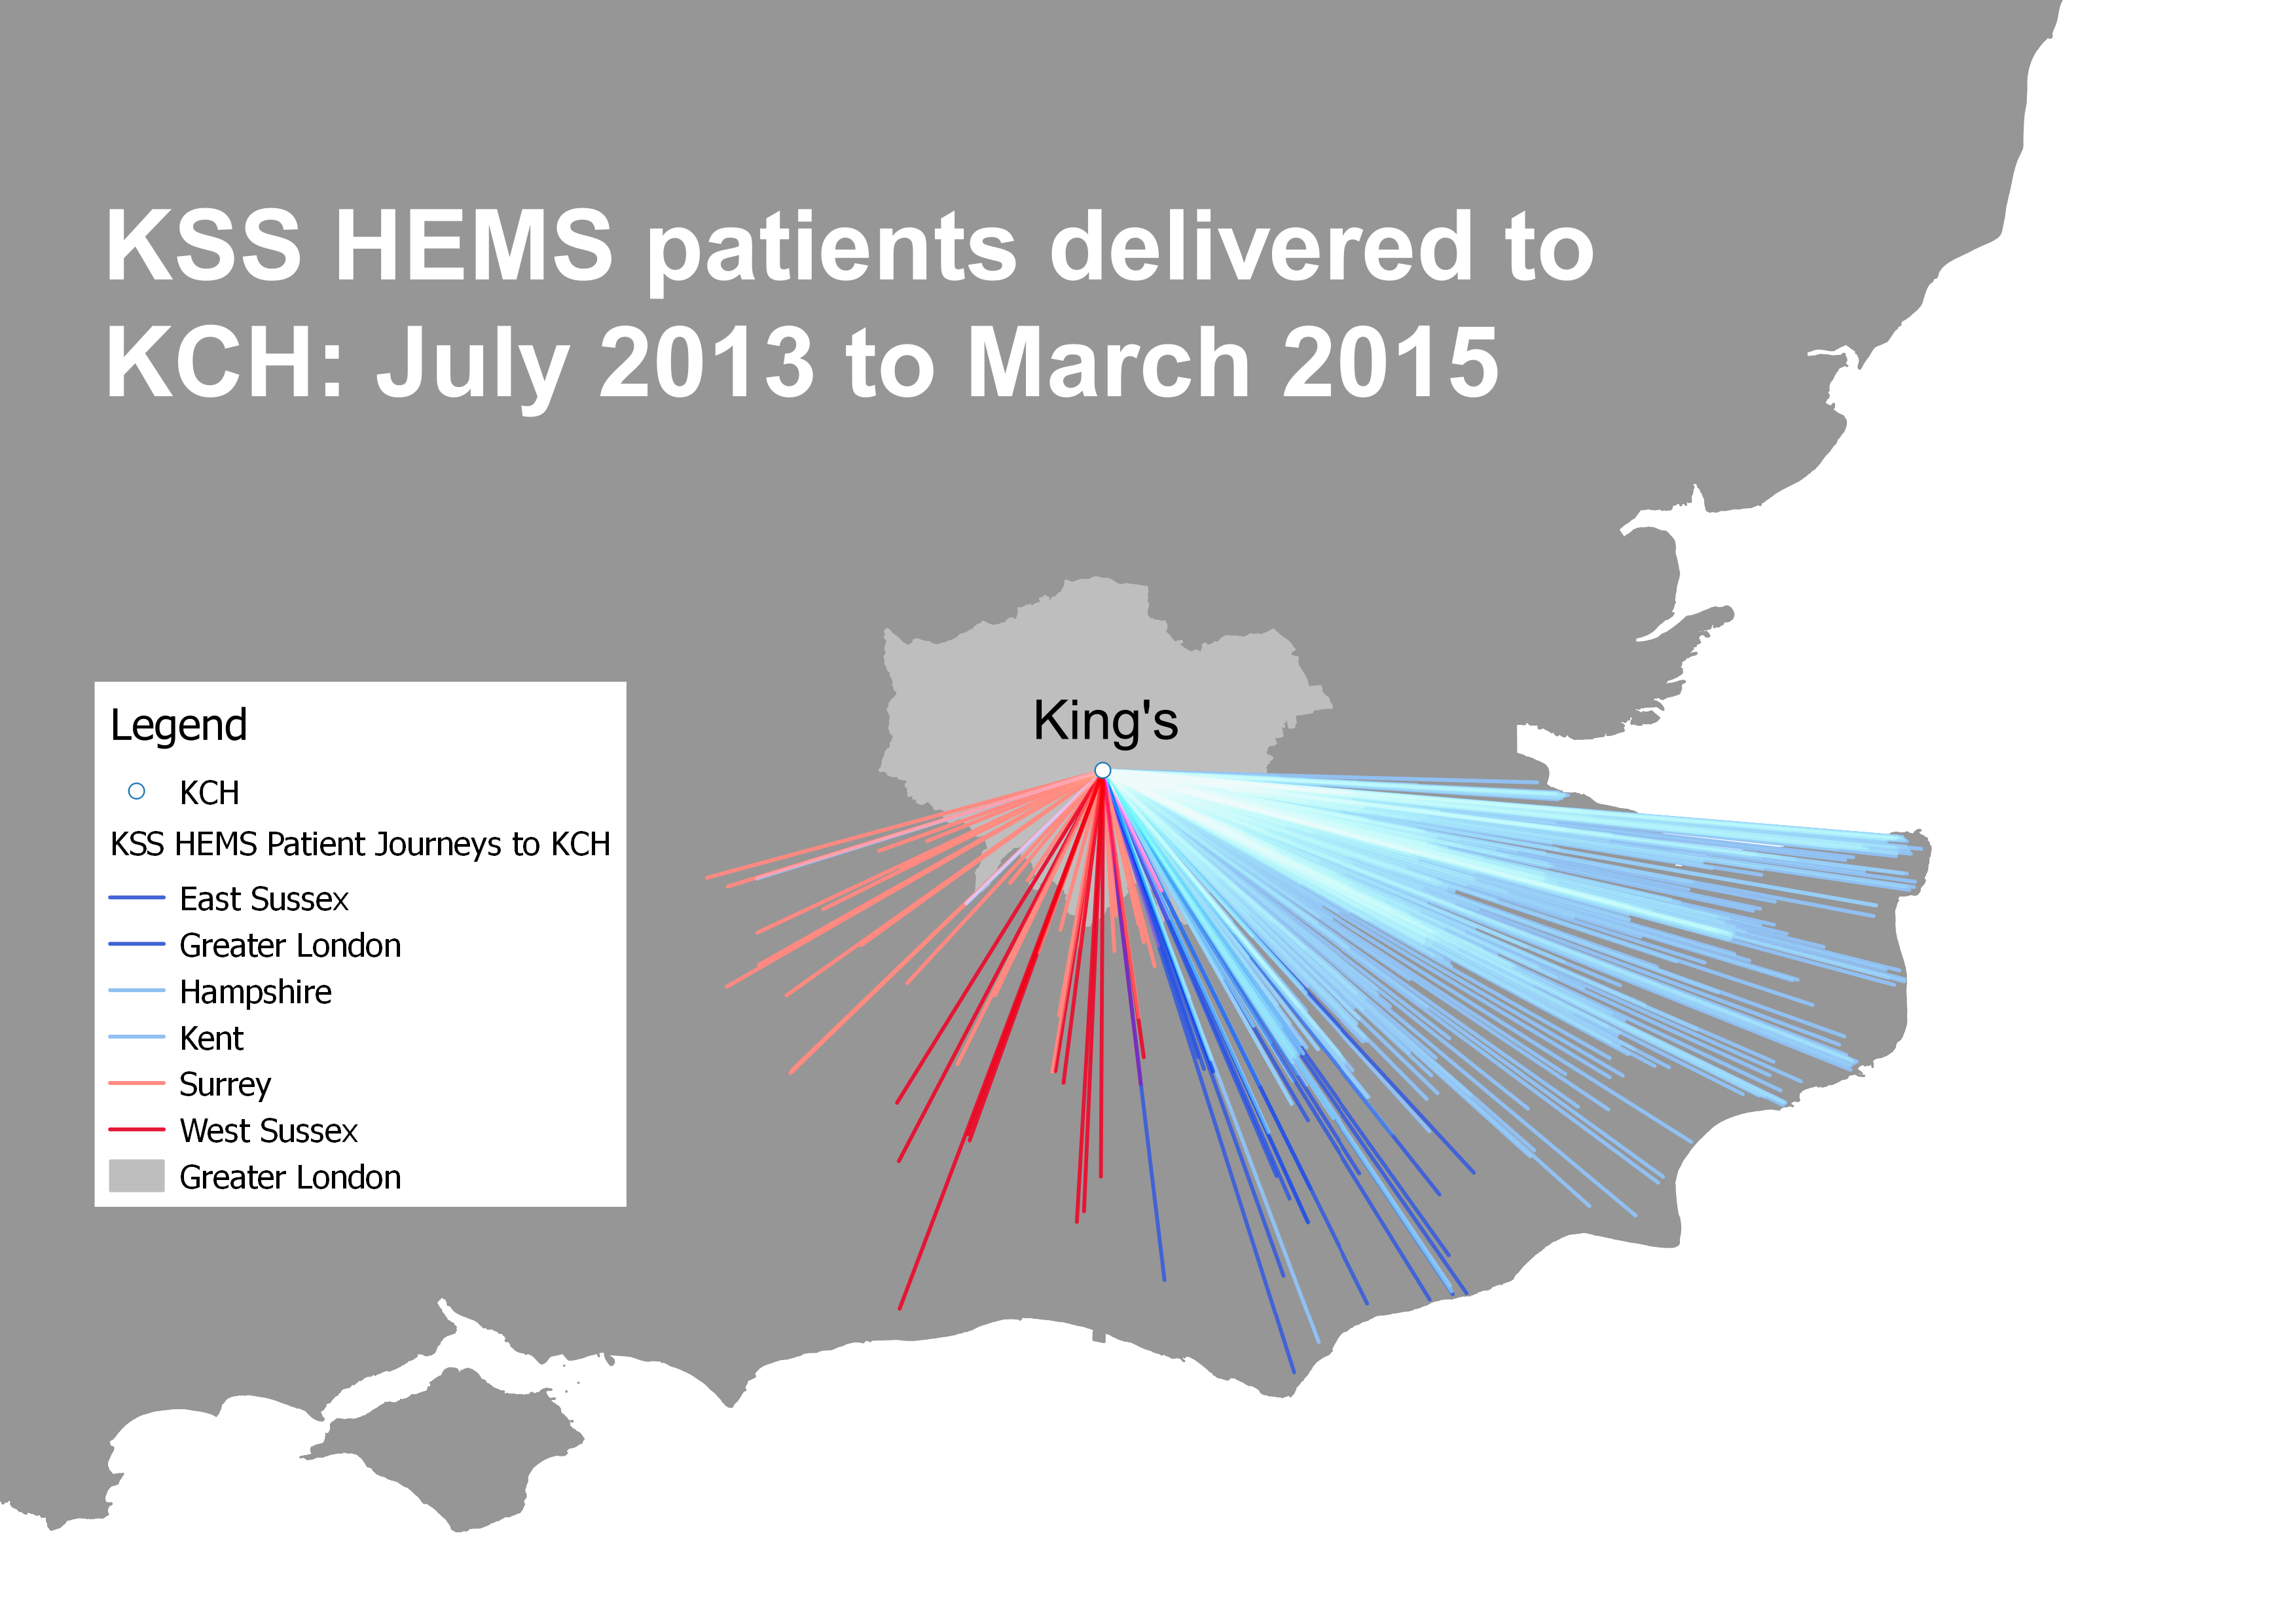 KSS HEMS patients delivered to
KCH: July 2013 to March 2015
King's
Legend
KCH
KSS HEMS Patient Journeys to KCH
East Sussex
Greater London
Hampshire
Kent
Surrey
West Sussex
Greater London